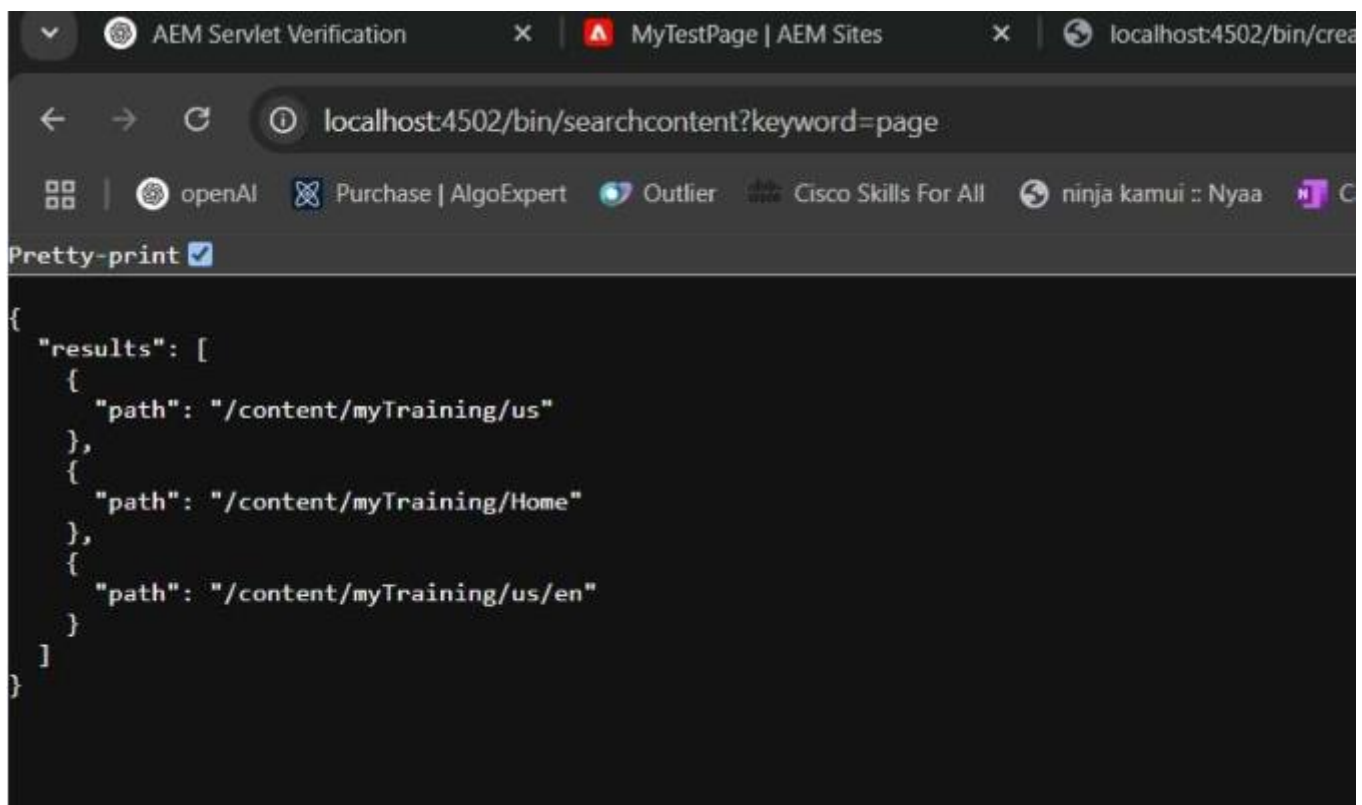 AEM Servlet Verification
MyTestPage | AEM Sites
localhost:4502/bin/crea
localhost:4502/bin/searchcontent?keyword=page
openAI
Purchase | AlgoExpert
Outlier
Cisco Skills For All
ninja kamui :: Nyaa
C
Pretty-print
{
  "results": [
    {
      "path": "/content/myTraining/us"
    },
    {
      "path": "/content/myTraining/Home"
    },
    {
      "path": "/content/myTraining/us/en"
    }
  ]
}